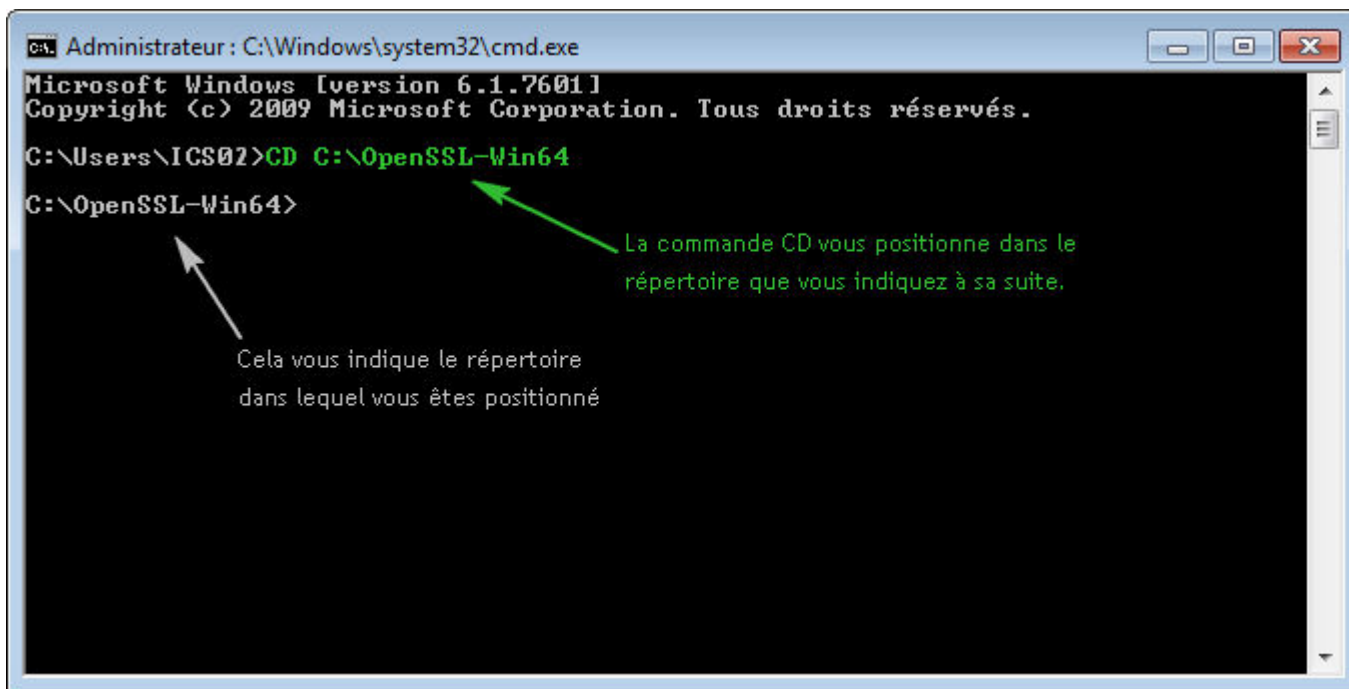 Administrateur : C:\Windows\system32\cmd.exe
Microsoft Windows [version 6.1.7601]
Copyright (c) 2009 Microsoft Corporation. Tous droits réservés.
C:\Users\ICS02>CD C:\OpenSSL-Win64
C:\OpenSSL-Win64>
La commande CD vous positionne dans le
répertoire que vous indiquez à sa suite.
Cela vous indique le répertoire
dans lequel vous êtes positionné